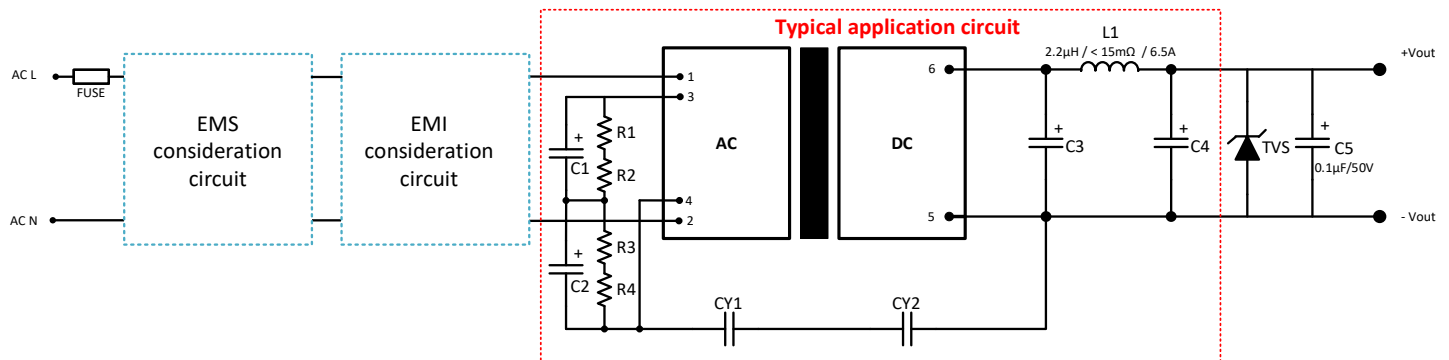 Typical application circuit
L1
2.2µH / < 15mΩ / 6.5A
+Vout
AC L
FUSE
1
3
6
EMS
consideration
circuit
EMI
consideration
circuit
+
C1
R1
R2
AC
DC
+
C3
+
C4
TVS
+
C5
0.1µF/50V
4
2
5
AC N
- Vout
+
C2
R3
R4
CY1
CY2